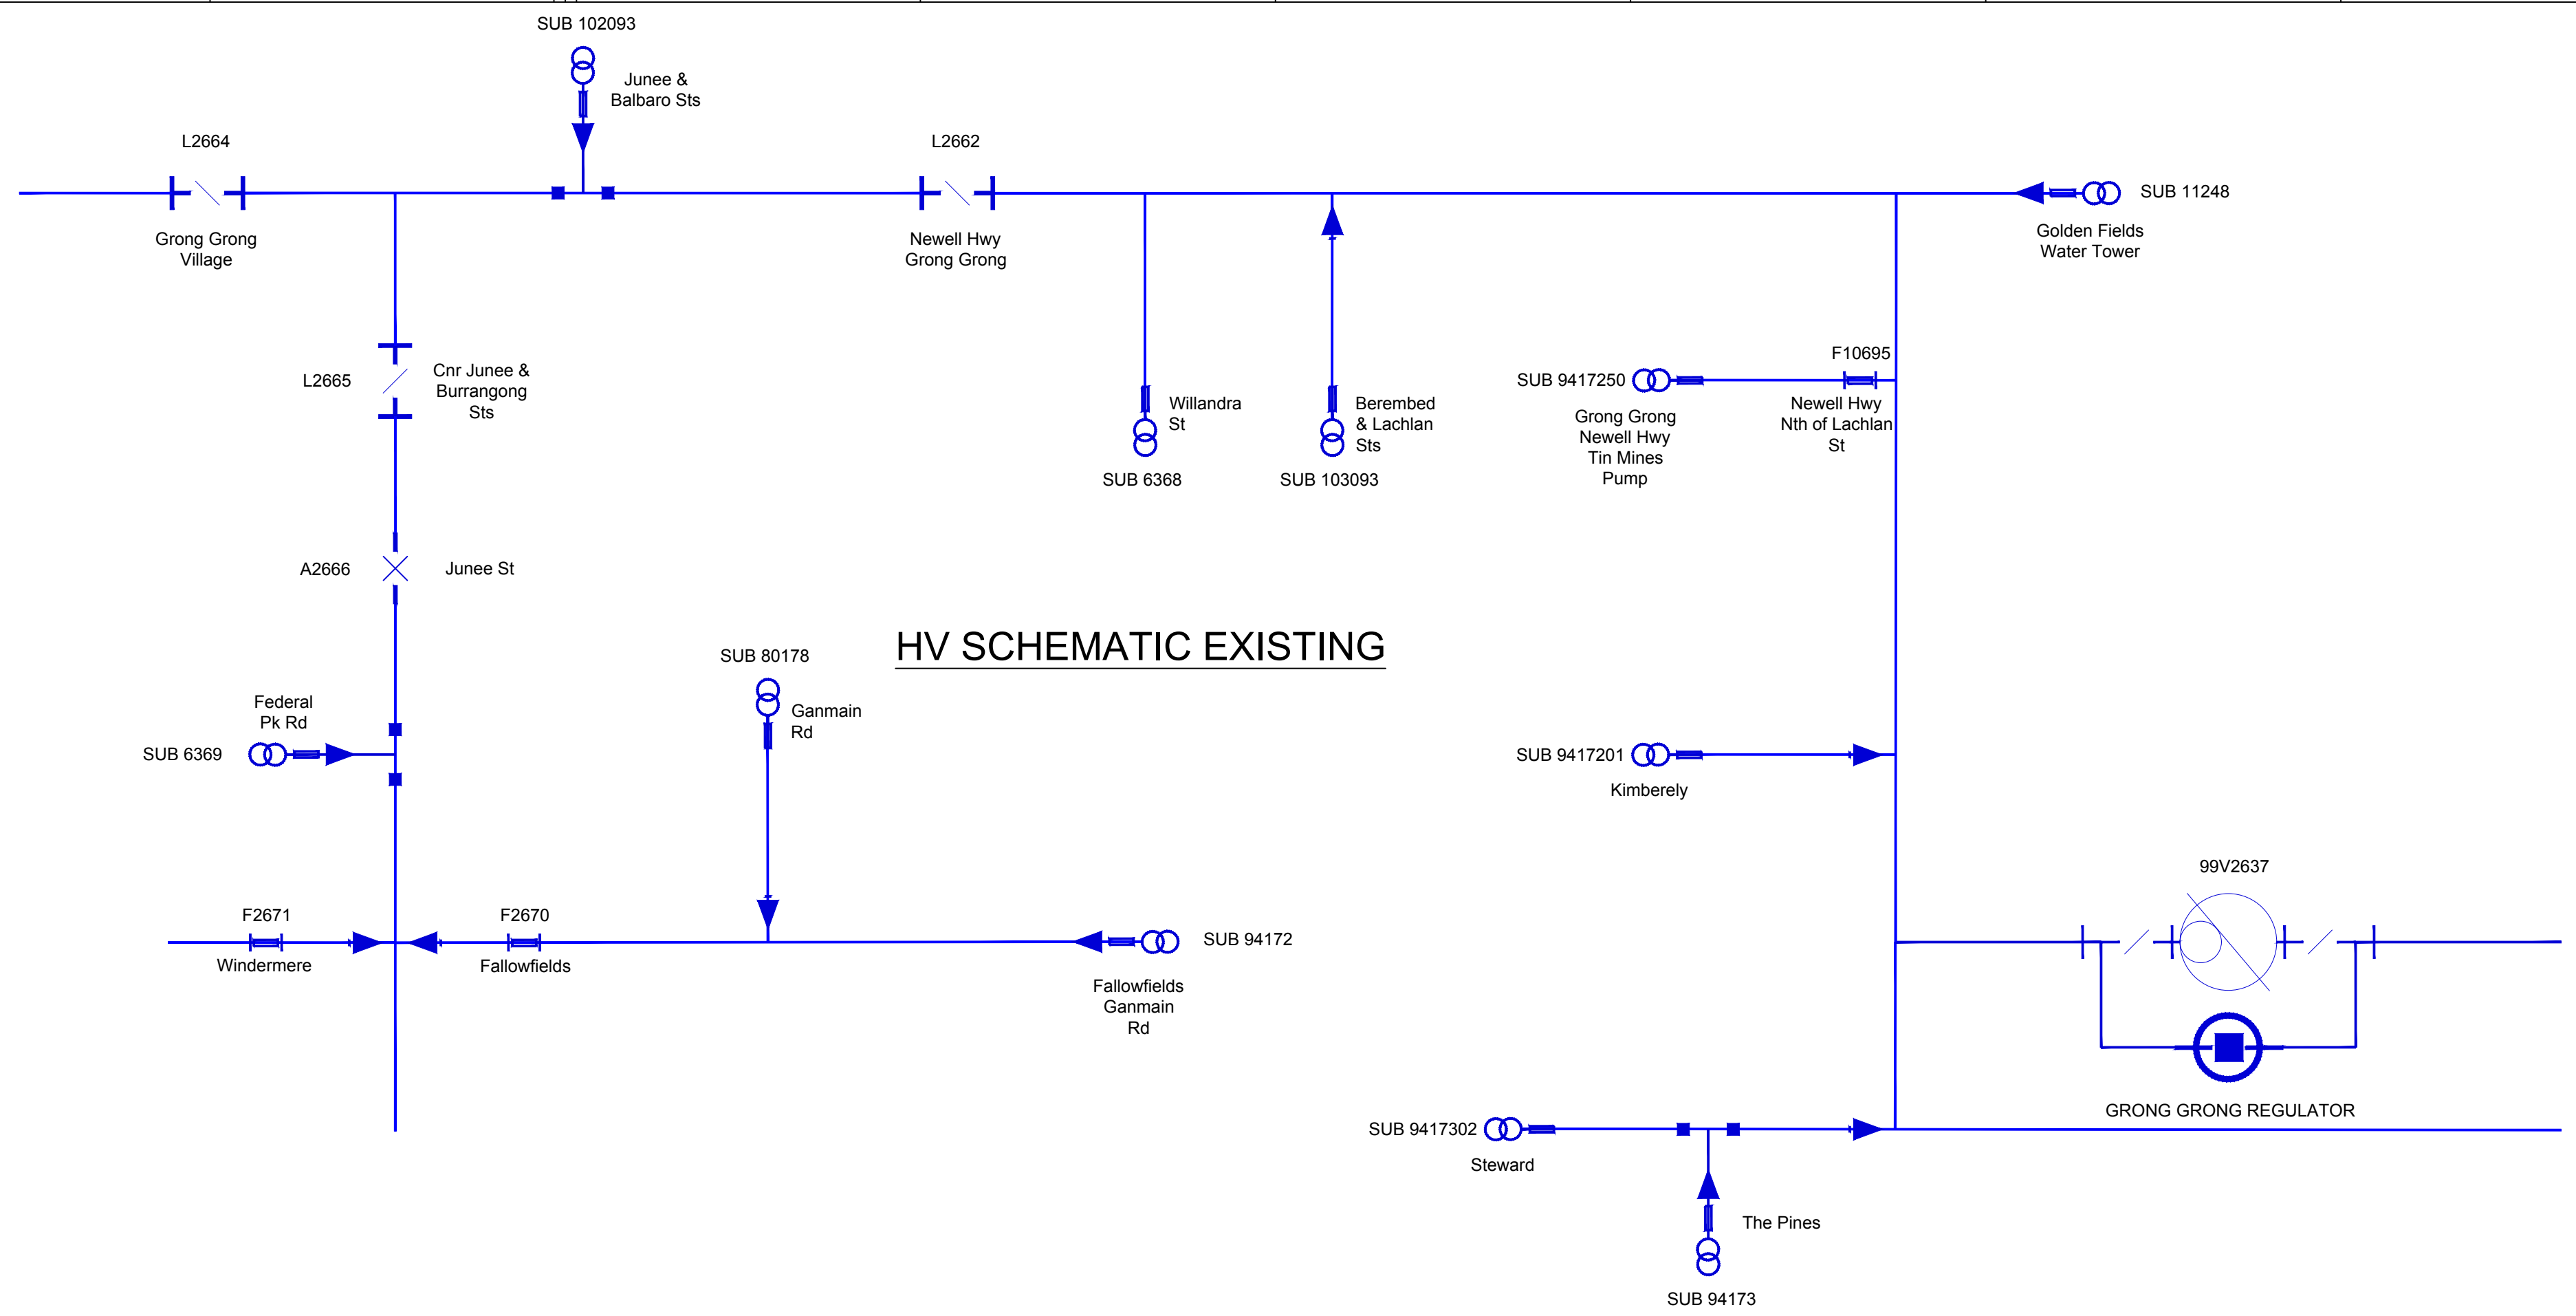 SUB 102093
Junee &
Balbaro Sts
L2664
L2662
SUB 11248
Grong Grong
Village
Newell Hwy
Grong Grong
Golden Fields
Water Tower
F10695
L2665
Cnr Junee &
Burrangong
Sts
SUB 9417250
Willandra
St
Berembed
& Lachlan
Sts
Grong Grong
Newell Hwy
Tin Mines
Pump
Newell Hwy
Nth of Lachlan
St
SUB 6368
SUB 103093
A2666
Junee St
HV SCHEMATIC EXISTING
SUB 80178
Ganmain
Rd
Federal
Pk Rd
SUB 6369
SUB 9417201
Kimberely
99V2637
F2671
F2670
SUB 94172
Windermere
Fallowfields
Fallowfields
Ganmain
Rd
GRONG GRONG REGULATOR
SUB 9417302
Steward
The Pines
SUB 94173